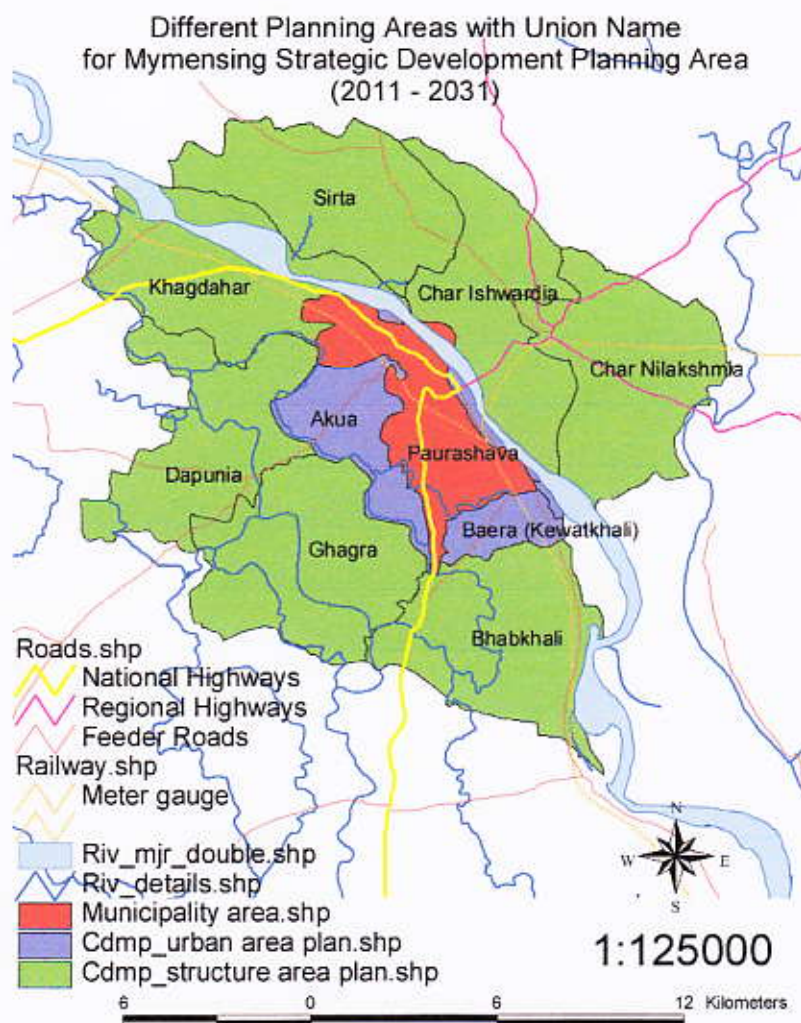 Different Planning Areas with Union Name
for Mymensing Strategic Development Planning Area
(2011 - 2031)
Sirta
Khagdahar
Char Ishwardia
Char Nilakshmia
Akua
Paurashava
Dapunia
Baera (Kewatkhali)
Ghagra
Bhabkhali
Roads.shp
National Highways
Regional Highways
Feeder Roads
Railway.shp
Meter gauge
Riv_mjr_double.shp
Riv_details.shp
Municipality area.shp
Cdmp_urban area plan.shp
Cdmp_structure area plan.shp
N
W E
S
1:125000
6 0 6 12 Kilometers